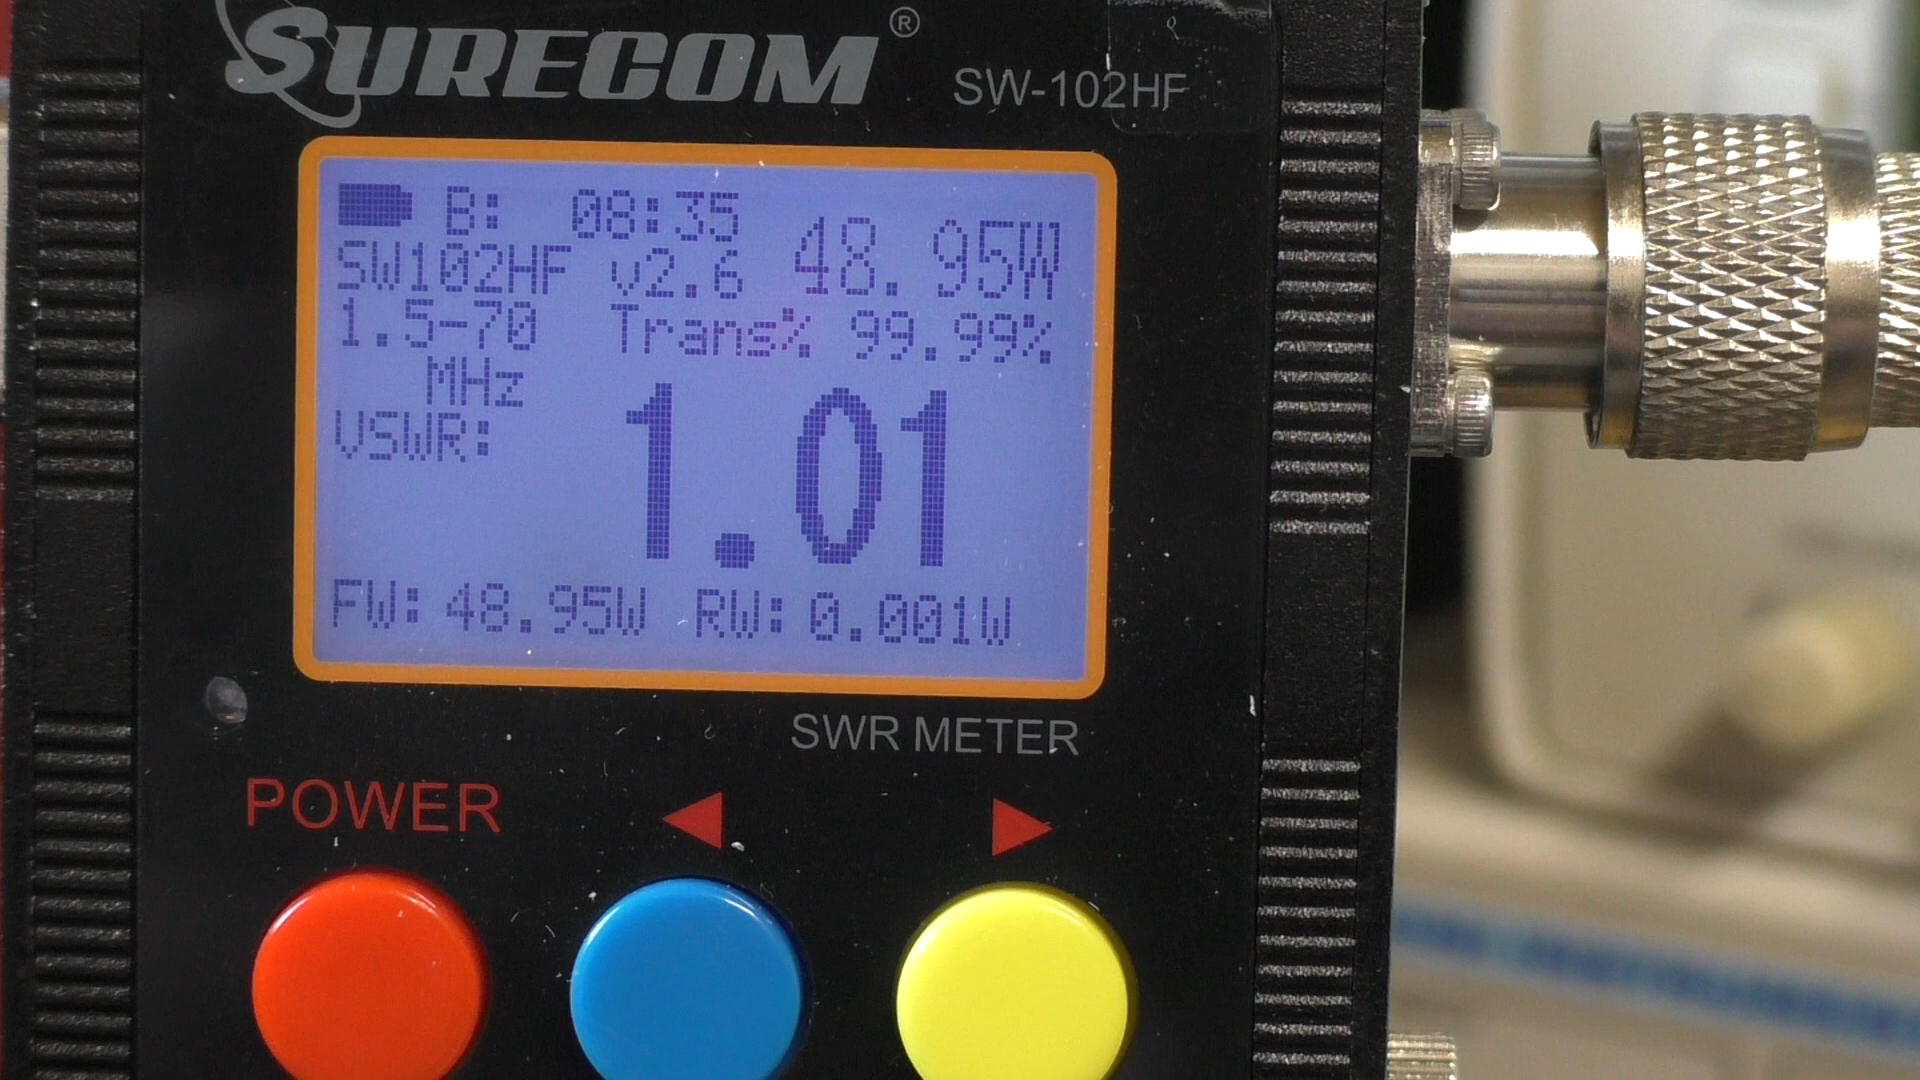 SURECOM®
SW-102HF
B: 08:35
48.95W
SW102HF v2.6
1.5-70 Trans% 99.99%
MHz
VSWR: 1.01
FW:48.95W RW:0.001W
SWR METER
POWER